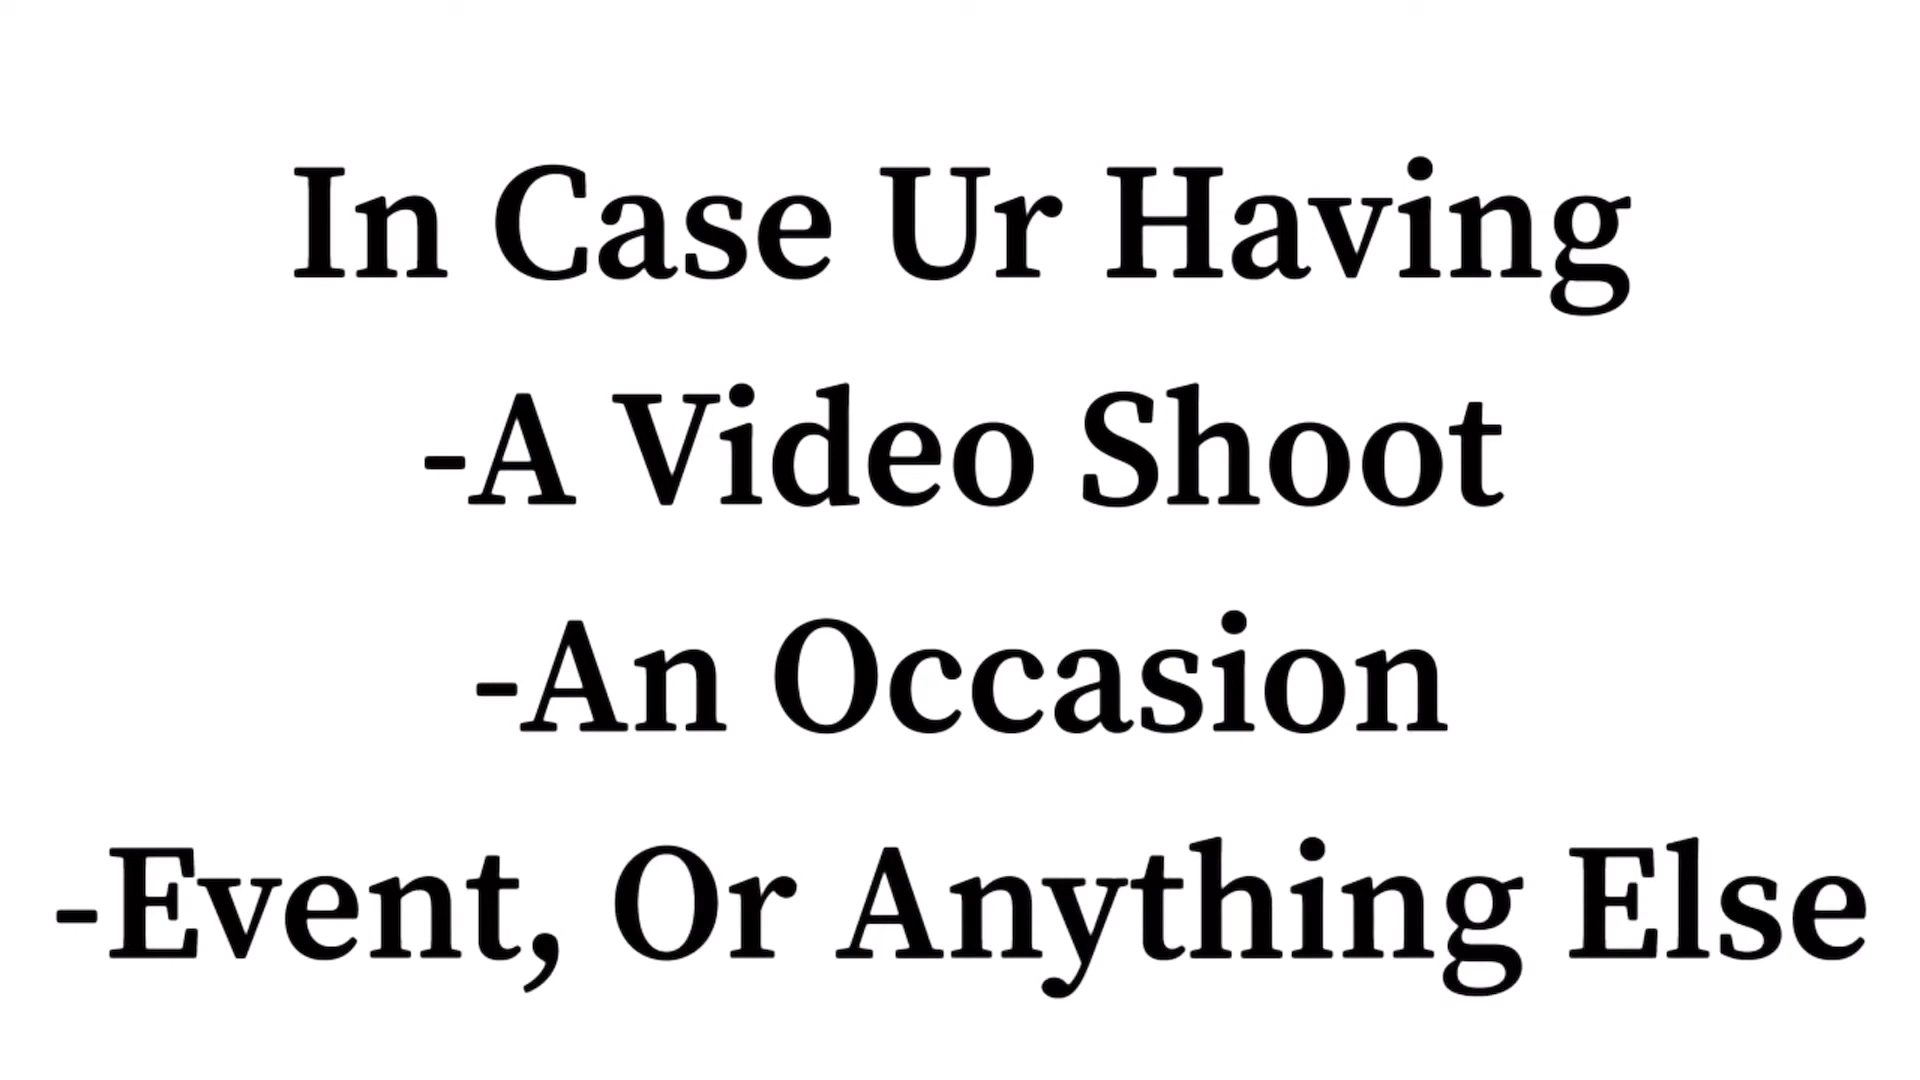 In Case Ur Having
-A Video Shoot
-An Occasion
-Event, Or Anything Else